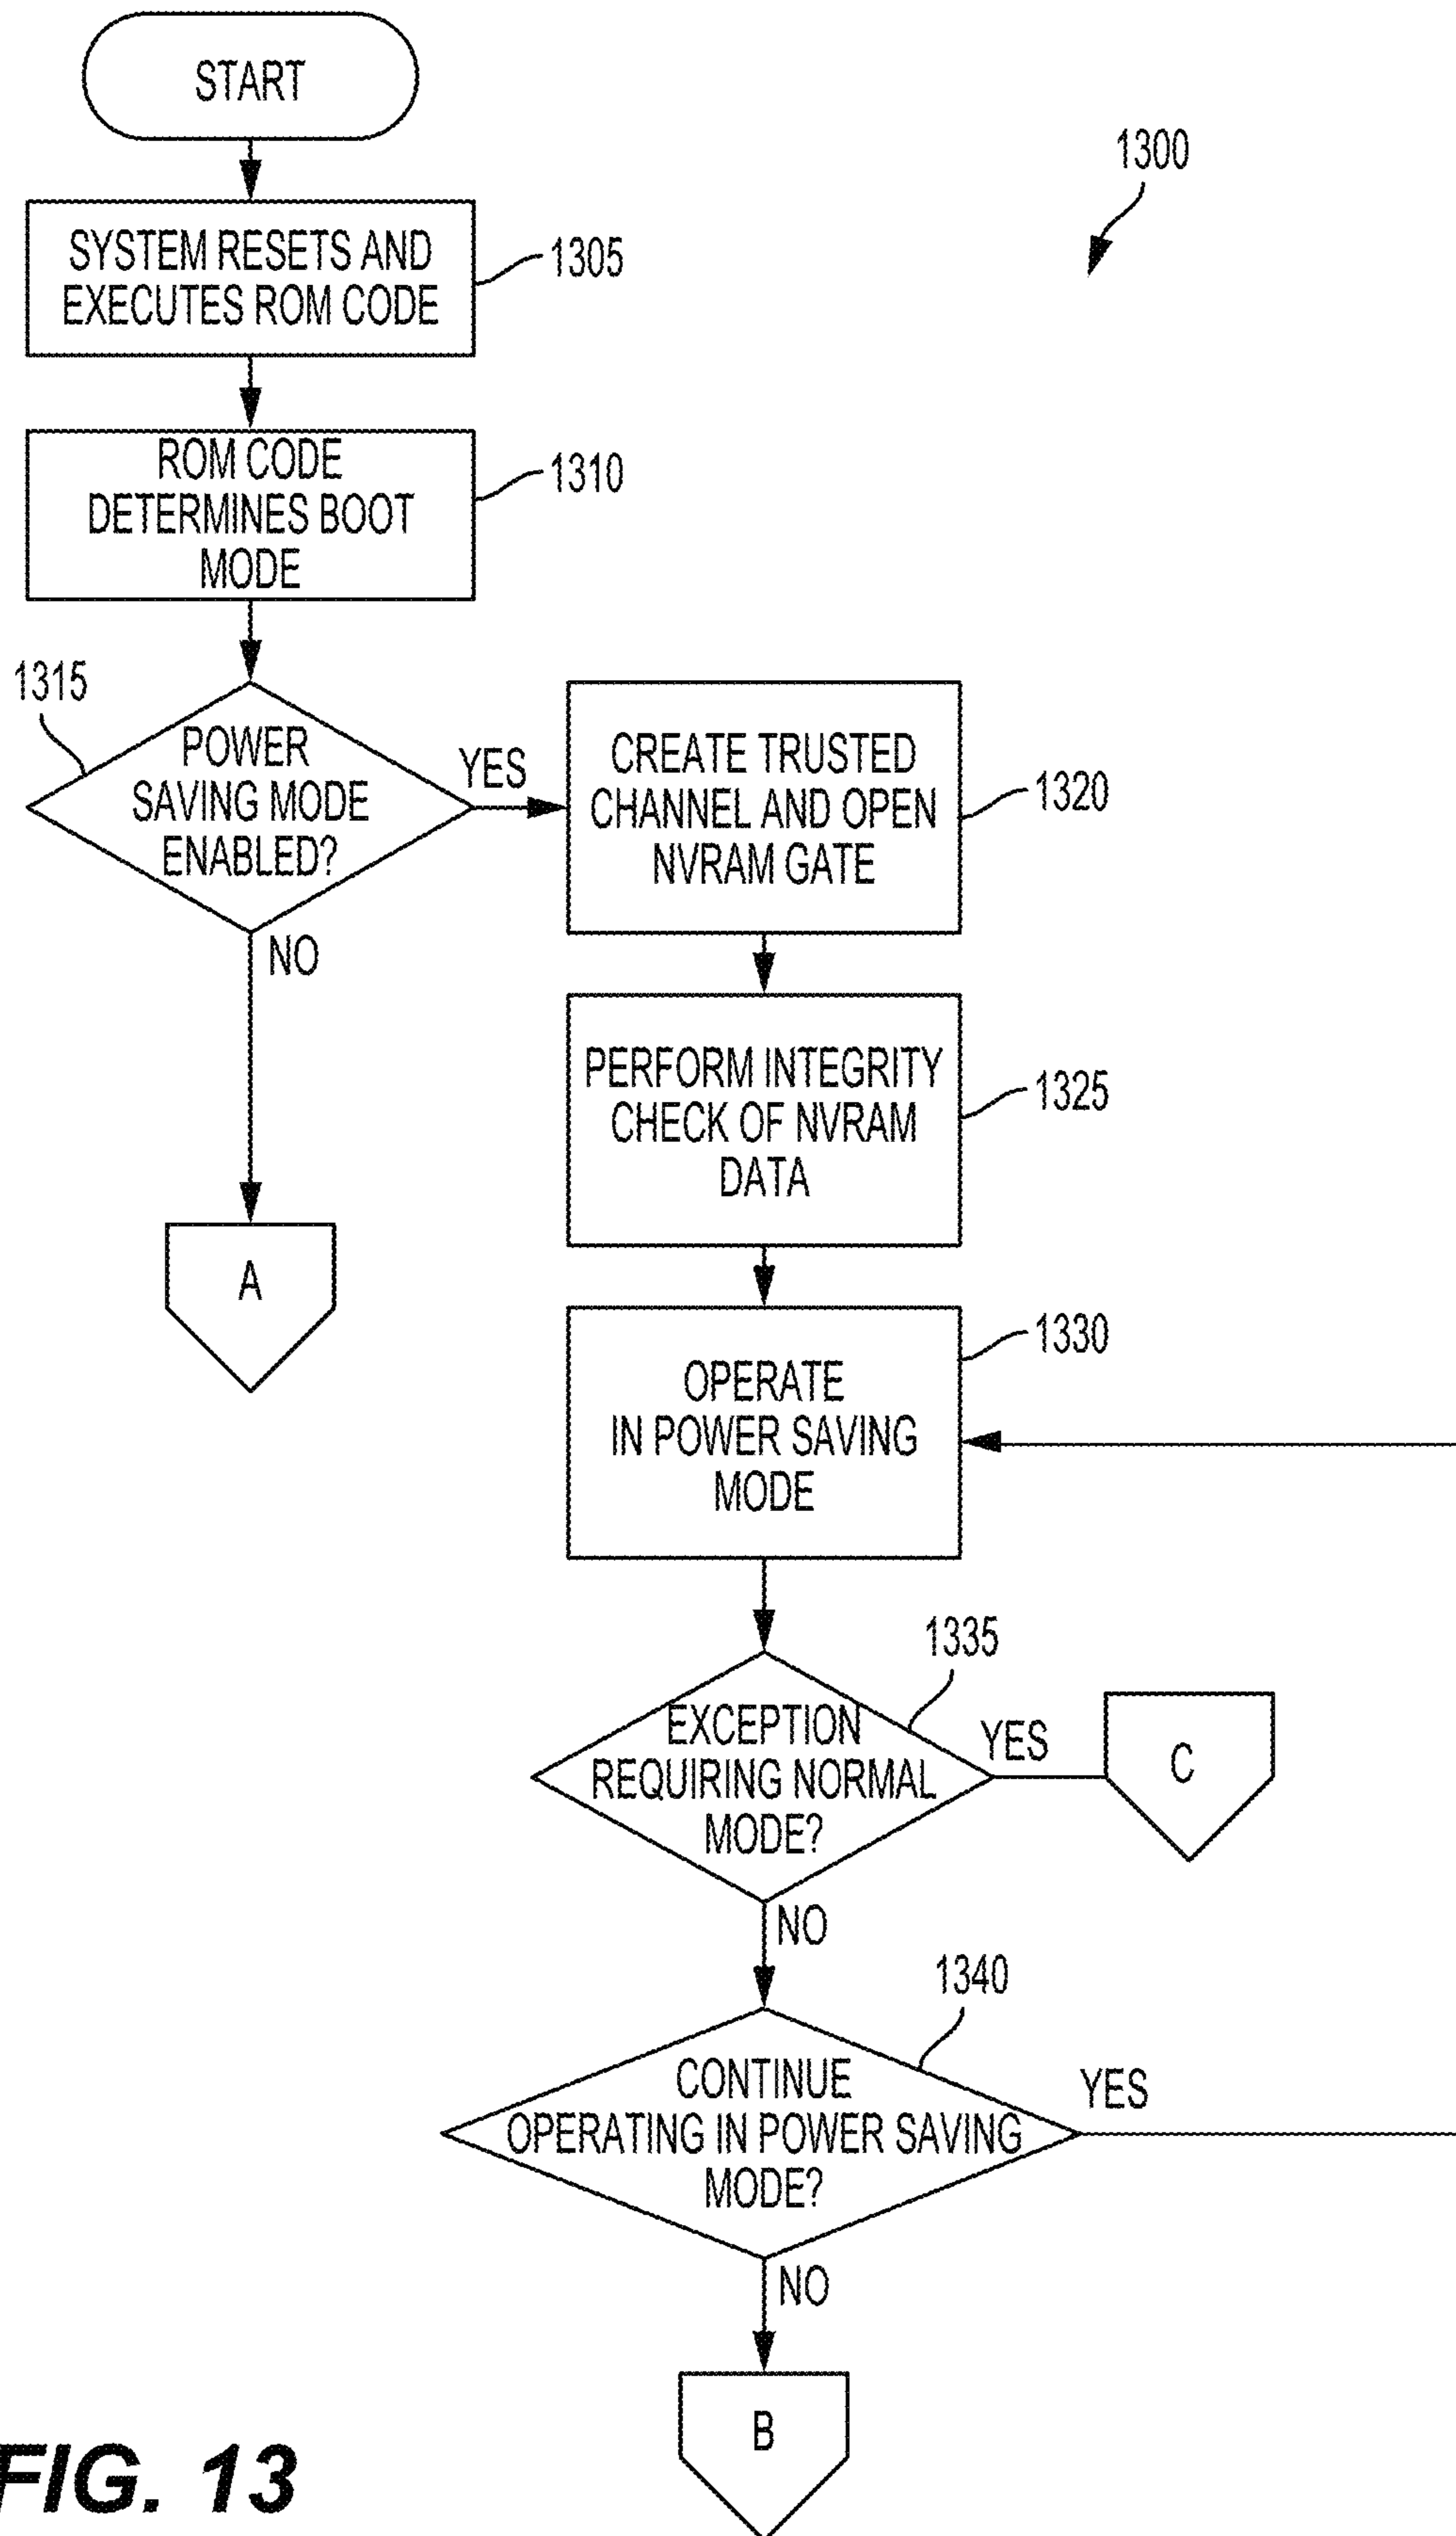 START
1300
SYSTEM RESETS AND
EXECUTES ROM CODE
1305
ROM CODE
DETERMINES BOOT
MODE
1310
1315
POWER
SAVING MODE
ENABLED?
YES
NO
CREATE TRUSTED
CHANNEL AND OPEN
NVRAM GATE
1320
PERFORM INTEGRITY
CHECK OF NVRAM
DATA
1325
A
OPERATE
IN POWER SAVING
MODE
1330
EXCEPTION
REQUIRING NORMAL
MODE?
1335
YES
C
NO
CONTINUE
OPERATING IN POWER SAVING
MODE?
1340
YES
NO
B
FIG. 13